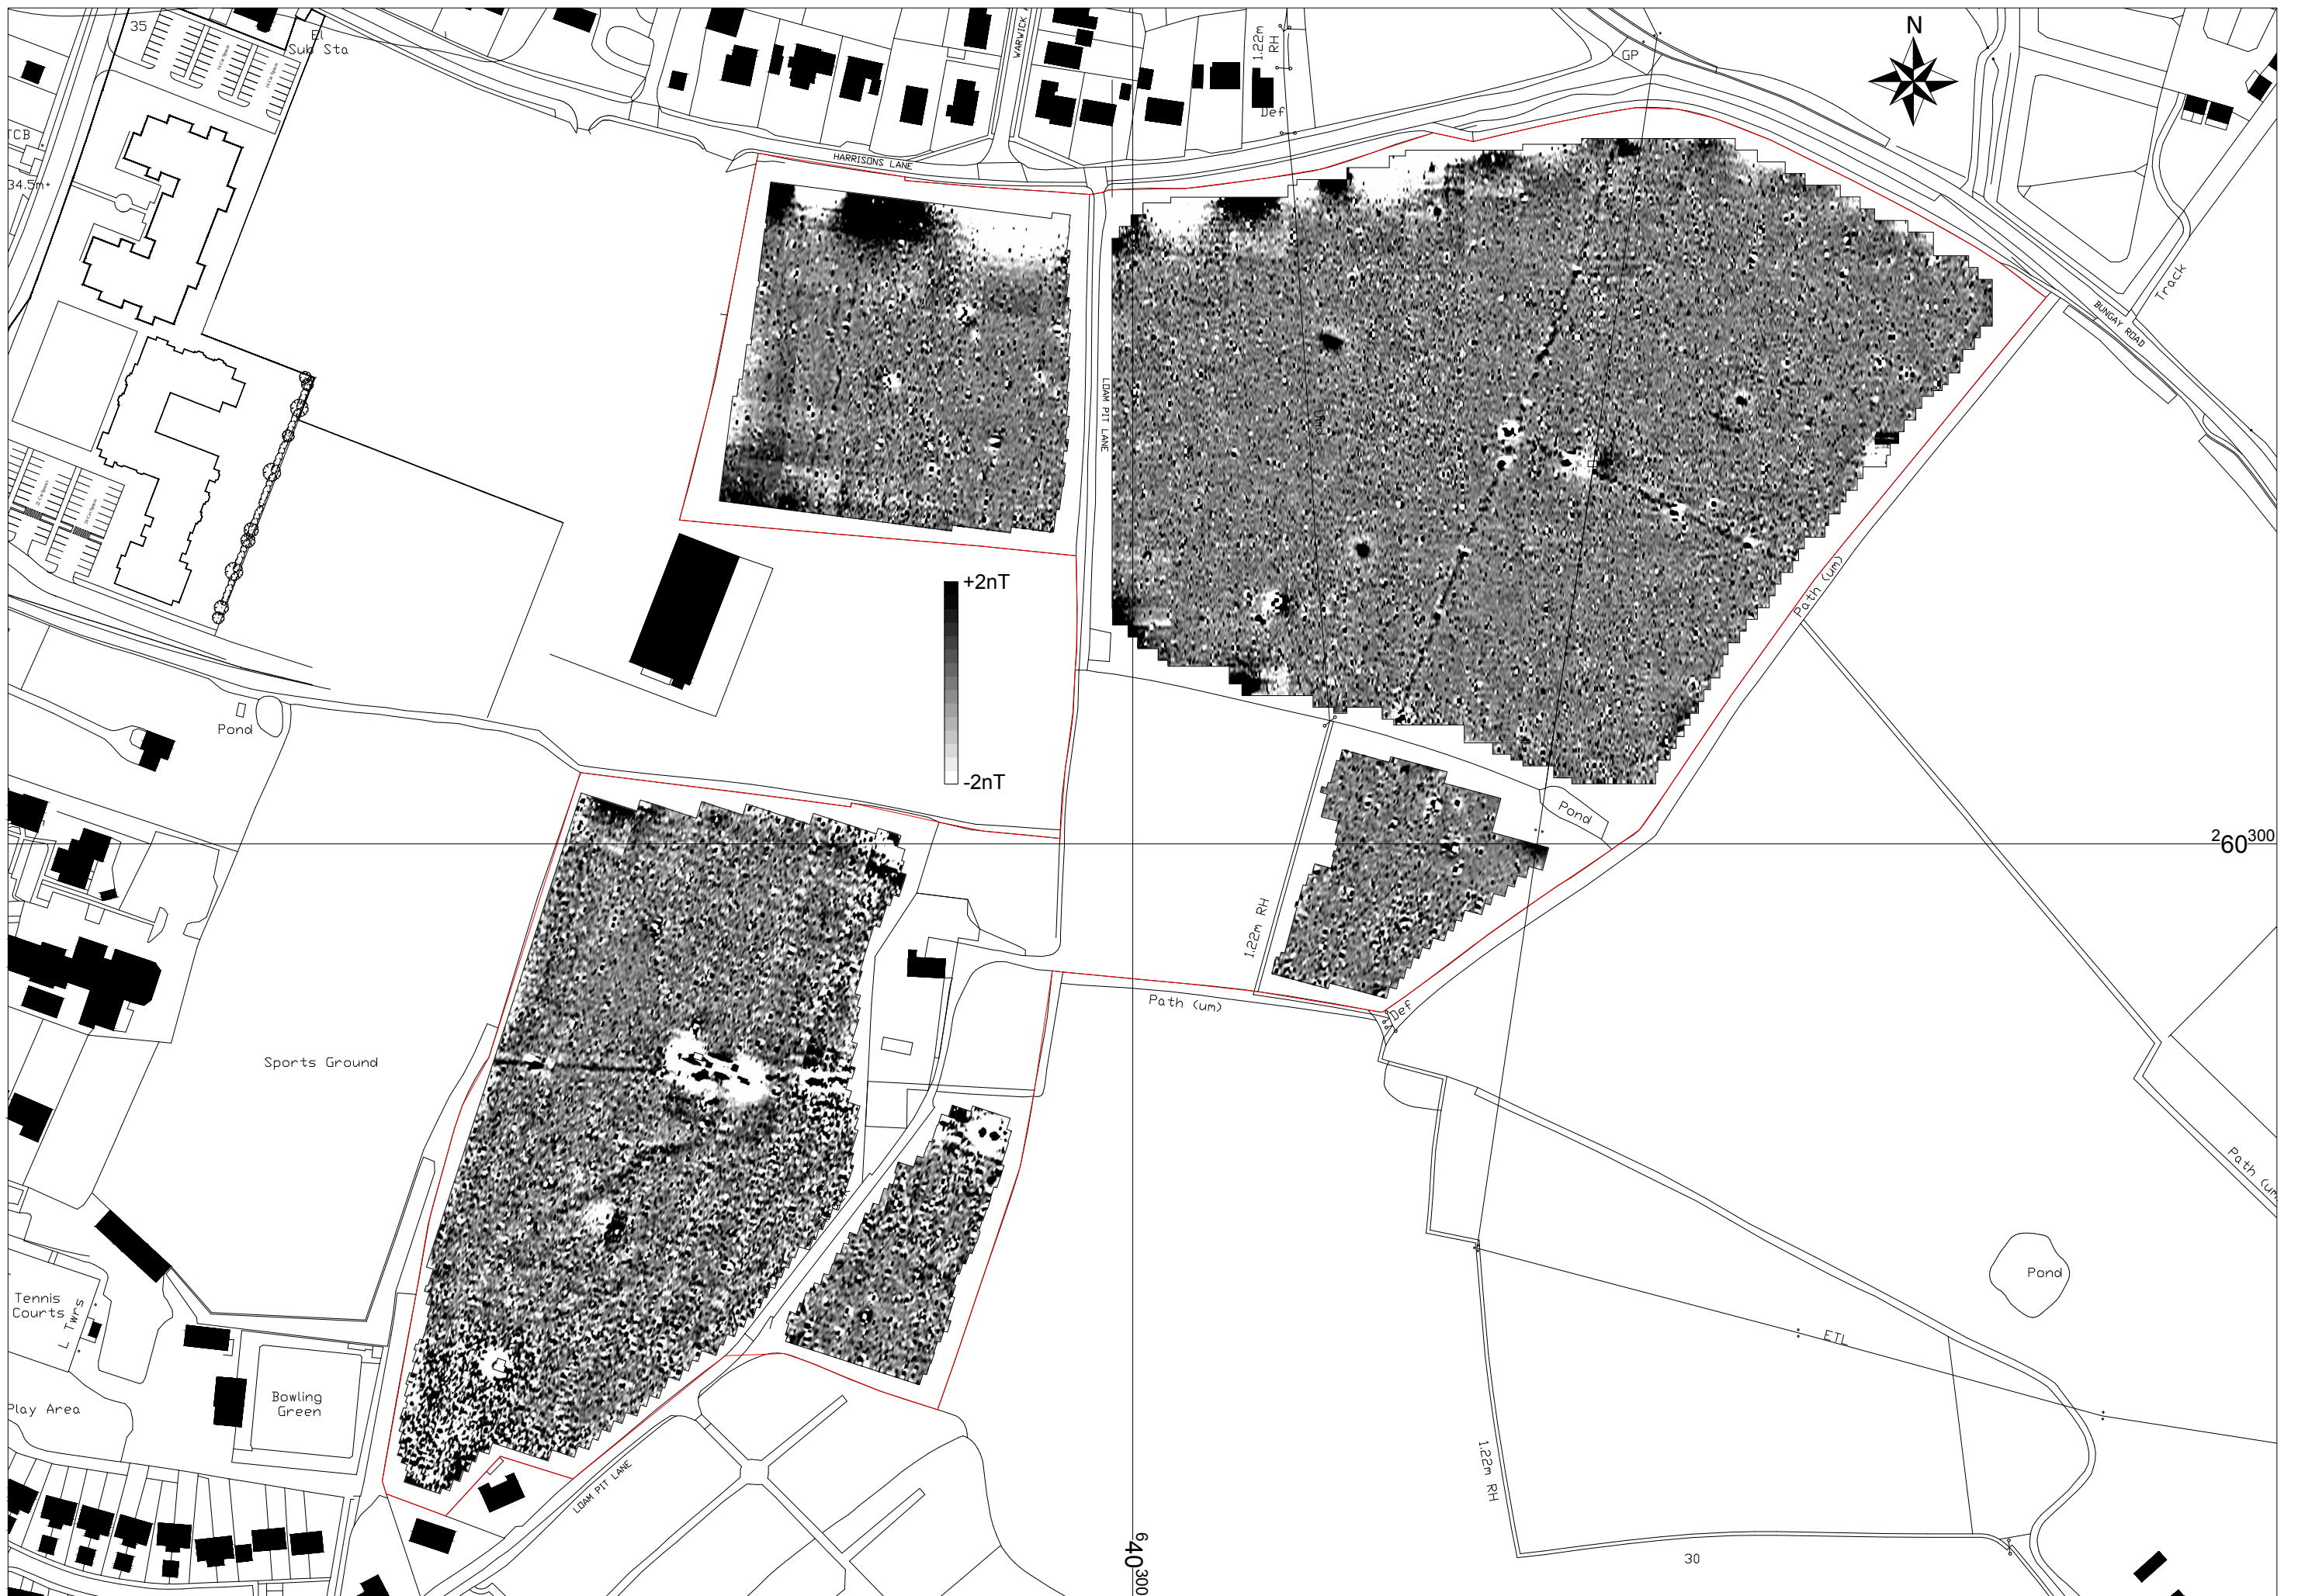 35
El
Sub Sta
WARWICK
1.22m
RH
Def
GP
N
TCB
34.5m+
HARRISONS LANE
Track
BUNGAY ROAD
LOAM PIT LANE
Und
Path (um)
+2nT
-2nT
Pond
Pond
260300
1.22m RH
Path (um)
Def
Sports Ground
Path (um)
Pond
Tennis
Courts
L Twrs
ETL
Bowling
Green
Play Area
1.22m RH
LOAM PIT LANE
640300
30